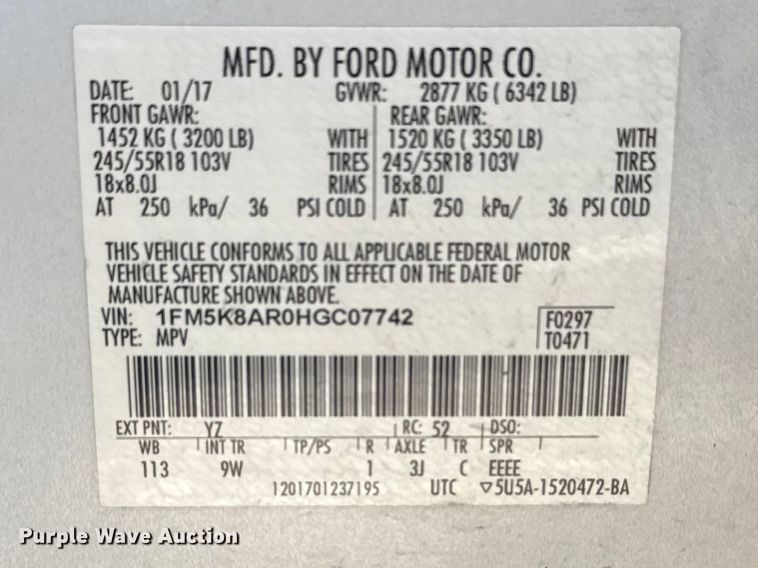 MFD. BY FORD MOTOR CO.
DATE: 01/17 GVWR: 2877 KG ( 6342 LB)
FRONT GAWR: REAR GAWR:
1452 KG ( 3200 LB) WITH 1520 KG ( 3350 LB) WITH
245/55R18 103V TIRES 245/55R18 103V TIRES
18x8.0J RIMS 18x8.0J RIMS
AT 250 kPa/ 36 PSI COLD AT 250 kPa/ 36 PSI COLD
THIS VEHICLE CONFORMS TO ALL APPLICABLE FEDERAL MOTOR
VEHICLE SAFETY STANDARDS IN EFFECT ON THE DATE OF
MANUFACTURE SHOWN ABOVE.
VIN: 1FM5K8AR0HGC07742 F0297
TYPE: MPV T0471
EXT PNT: YZ RC: 52 DSO:
WB INT TR TP/PS R AXLE TR SPR
113 9W 1 3J C EEEE
1201701237195 UTC ▽5U5A-1520472-BA
Purple Wave Auction